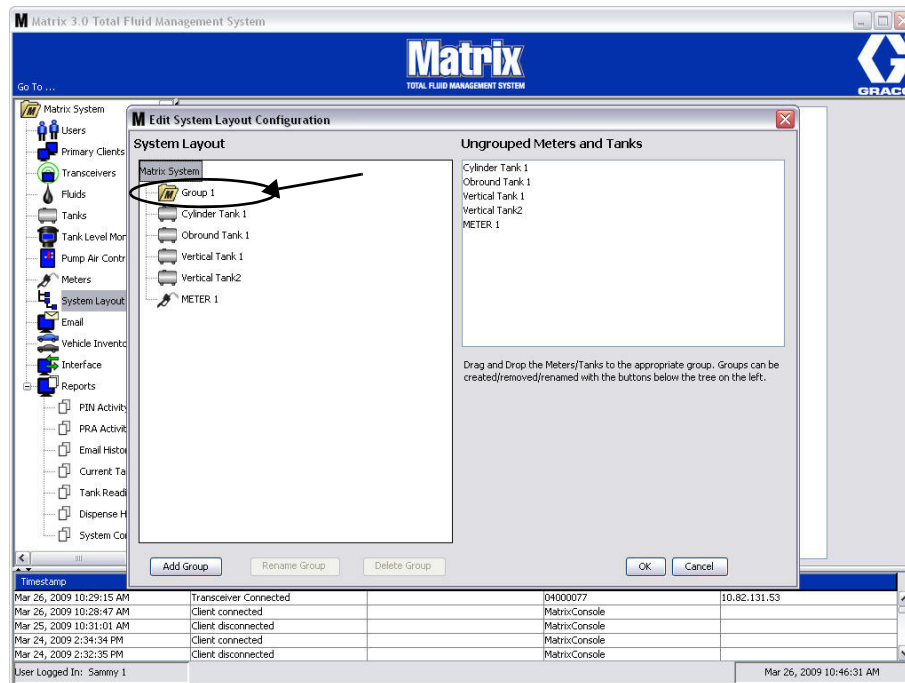 M Matrix 3.0 Total Fluid Management System
Matrix
TOTAL FLUID MANAGEMENT SYSTEM
Go To ...
GRACO
Matrix System
Users
Primary Clients
Transceivers
Fluids
Tanks
Tank Level Mon
Pump Air Contr
Meters
System Layout
Email
Vehicle Invento
Interface
Reports
PIN Activity
PRA Activit
Email Histor
Current Ta
Tank Readi
Dispense H
System Con
M Edit System Layout Configuration
System Layout
Matrix System
M Group 1
Cylinder Tank 1
Obround Tank 1
Vertical Tank 1
Vertical Tank2
METER 1
Ungrouped Meters and Tanks
Cylinder Tank 1
Obround Tank 1
Vertical Tank 1
Vertical Tank2
METER 1
Drag and Drop the Meters/Tanks to the appropriate group. Groups can be
created/removed/renamed with the buttons below the tree on the left.
Add Group Rename Group Delete Group OK Cancel
Timestamp
Mar 26, 2009 10:29:15 AM Transceiver Connected 04000077 10.82.131.53
Mar 26, 2009 10:28:47 AM Client connected MatrixConsole
Mar 25, 2009 10:31:01 AM Client disconnected MatrixConsole
Mar 24, 2009 2:34:34 PM Client connected MatrixConsole
Mar 24, 2009 2:32:35 PM Client disconnected MatrixConsole
User Logged In: Sammy 1 Mar 26, 2009 10:46:31 AM